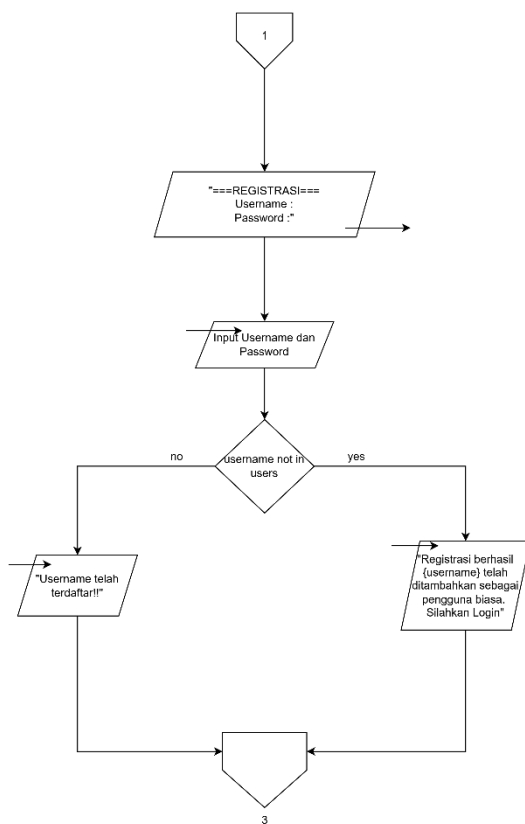 1
"===REGISTRASI===
Username :
Password :"
Input Username dan
Password
username not in
users
no
yes
"Username telah
terdaftar!!"
"Registrasi berhasil
{username} telah
ditambahkan sebagai
pengguna biasa.
Silahkan Login"
3